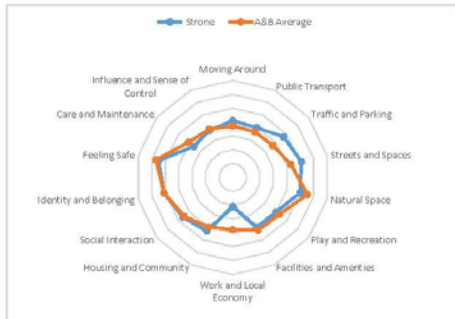 Strone
A&B Average
Moving Around
Public Transport
Traffic and Parking
Streets and Spaces
Natural Space
Play and Recreation
Facilities and Amenties
Work and Local
Economy
Housing and Community
Social Interaction
Identity and Belonging
Feeling Safe
Care and Maintenance
Influence and Sense of
Control